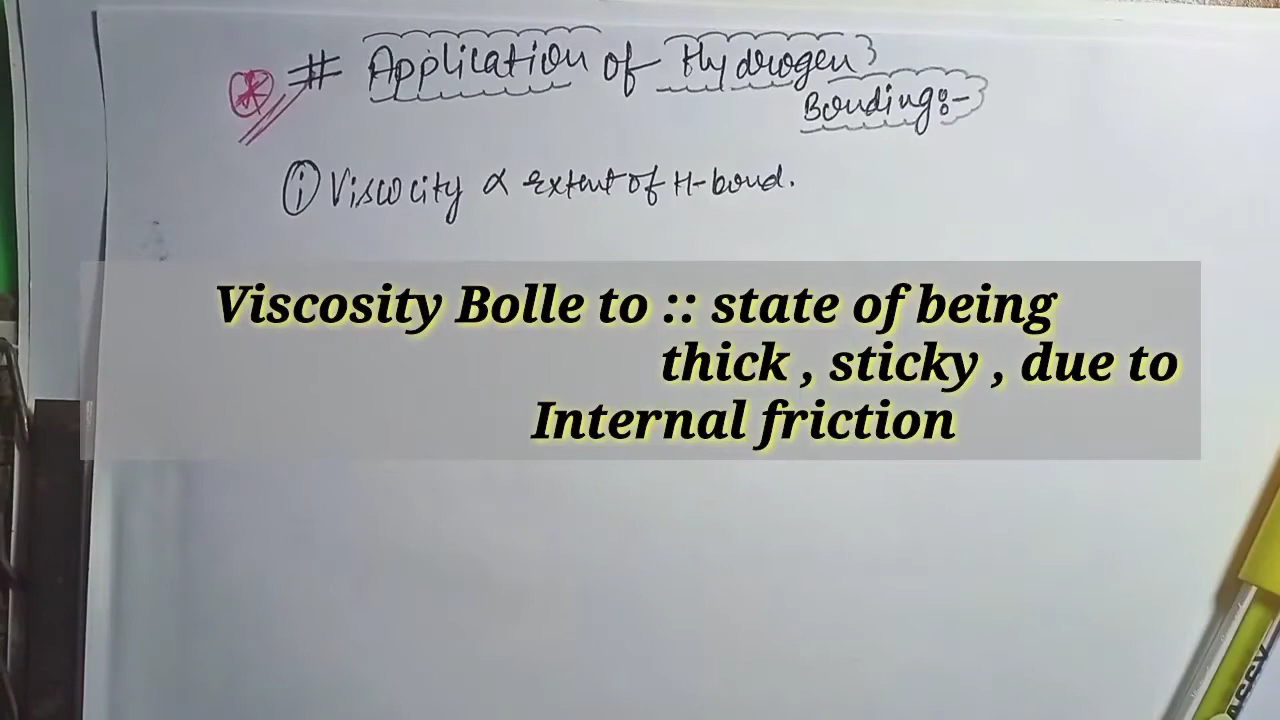 # Application of Hydrogen
Bonding:-
(i) Viscocity ∝ extent of H-bond.
Viscosity Bolle to :: state of being
thick , sticky , due to
Internal friction